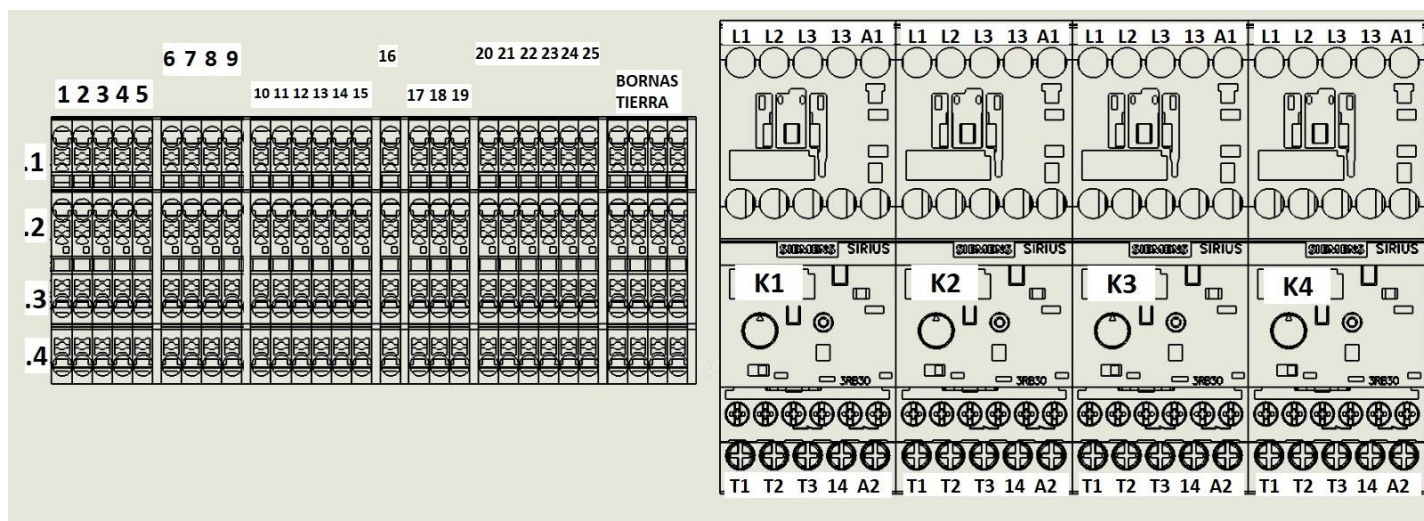 1 2 3 4 5
6 7 8 9
10 11 12 13 14 15
16
17 18 19
20 21 22 23 24 25
BORNAS
TIERRA
.1
.2
.3
.4
L1 L2 L3 13 A1 L1 L2 L3 13 A1 L1 L2 L3 13 A1 L1 L2 L3 13 A1
SIEMENS SIRIUS SIEMENS SIRIUS SIEMENS SIRIUS SIEMENS SIRIUS
K1 K2 K3 K4
3RB30 3RB30 3RB30 3RB30
T1 T2 T3 14 A2 T1 T2 T3 14 A2 T1 T2 T3 14 A2 T1 T2 T3 14 A2